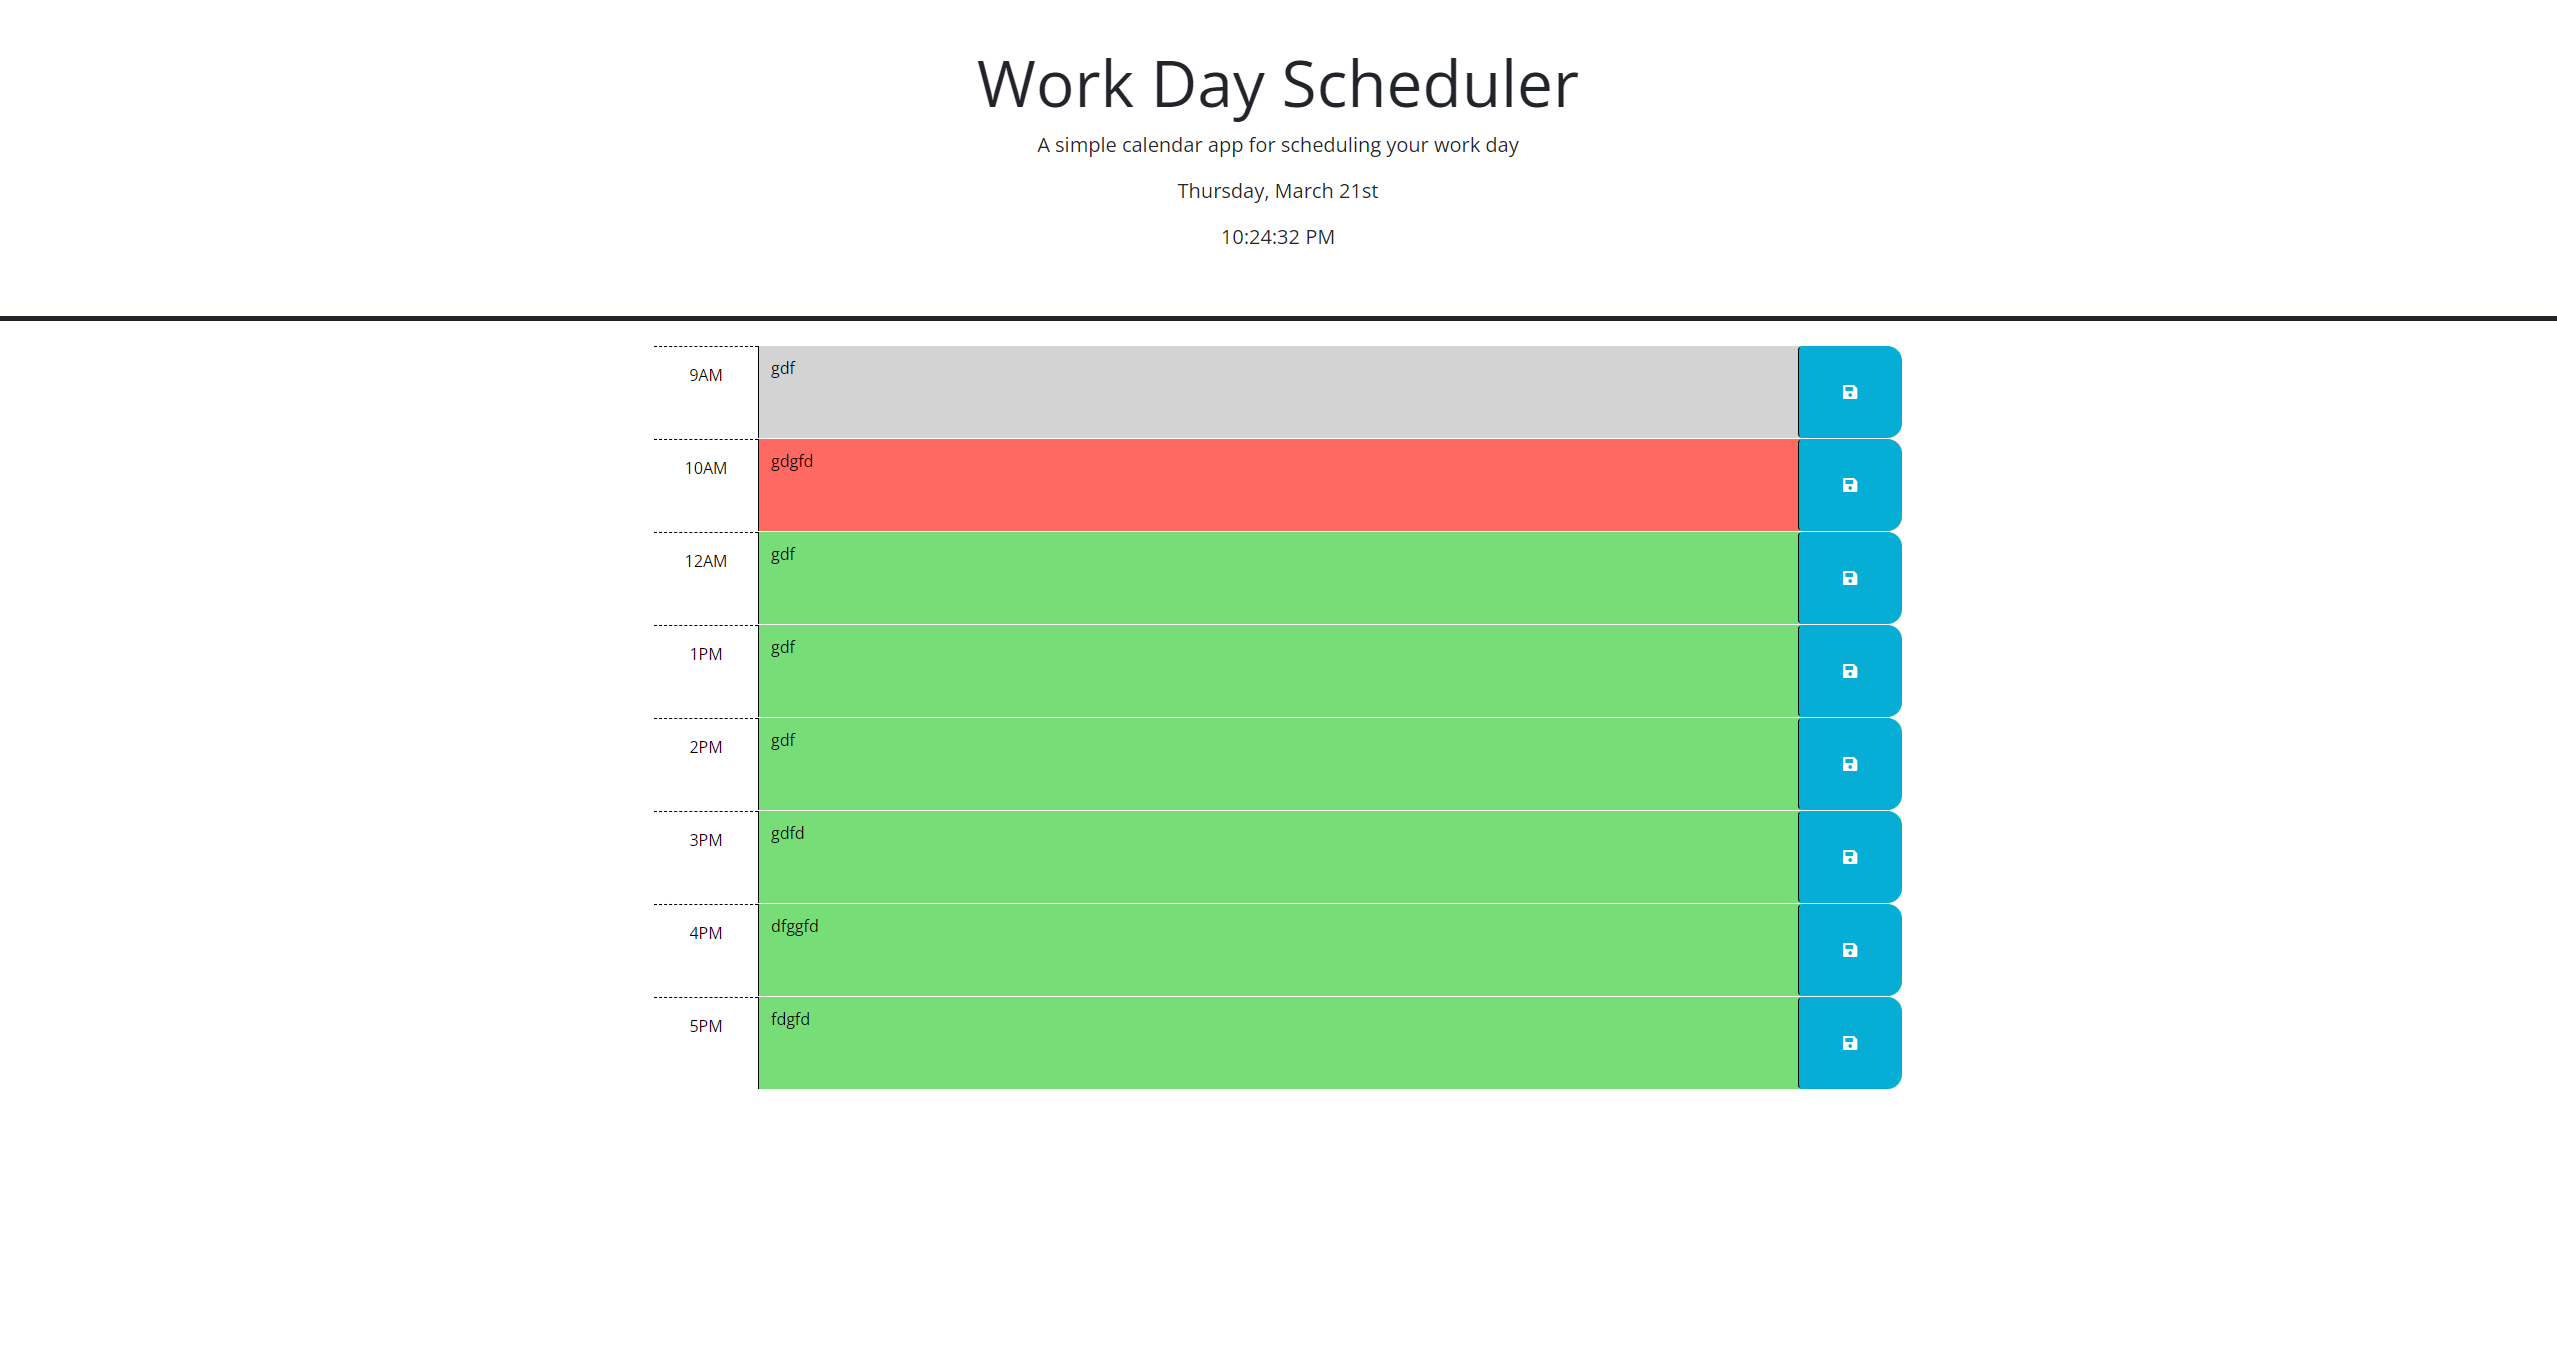 Work Day Scheduler
A simple calendar app for scheduling your work day
Thursday, March 21st
10:24:32 PM
9AM gdf
10AM gdgfd
12AM gdf
1PM gdf
2PM gdf
3PM gdfd
4PM dfggfd
5PM fdgfd